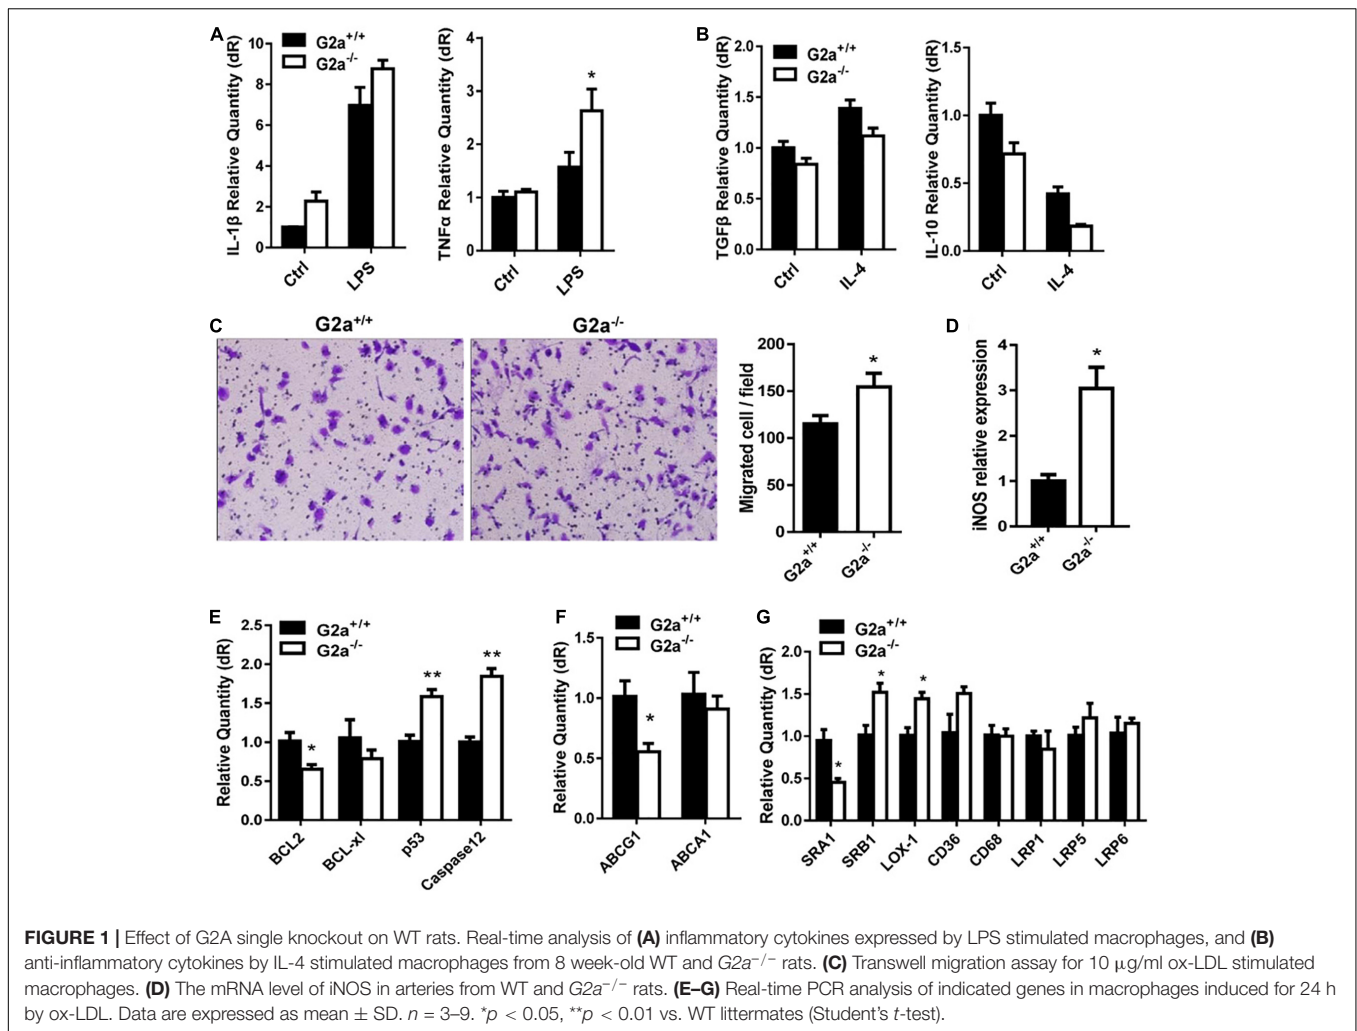 A
IL-1β Relative Quantity (dR)
10
8
6
4
2
0
G2a+/+
G2a-/-
Ctrl
LPS
TNFα Relative Quantity (dR)
4
3
2
1
0
*
Ctrl
LPS
B
TGFβ Relative Quantity (dR)
2.0
1.5
1.0
0.5
0.0
G2a+/+
G2a-/-
Ctrl
IL-4
IL-10 Relative Quantity (dR)
1.5
1.0
0.5
0.0
Ctrl
IL-4
C
G2a+/+
G2a-/-
Migrated cell / field
200
150
100
50
0
*
G2a+/+
G2a-/-
D
iNOS relative expression
4
3
2
1
0
*
G2a+/+
G2a-/-
E
Relative Quantity (dR)
2.5
2.0
1.5
1.0
0.5
0.0
G2a+/+
G2a-/-
*
**
**
BCL2
BCL-xl
p53
Caspase12
F
Relative Quantity (dR)
1.5
1.0
0.5
0.0
G2a+/+
G2a-/-
*
ABCG1
ABCA1
G
Relative Quantity (dR)
2.0
1.5
1.0
0.5
0.0
G2a+/+
G2a-/-
*
*
*
SRA1
SRB1
LOX-1
CD36
CD68
LRP1
LRP5
LRP6
FIGURE 1 | Effect of G2A single knockout on WT rats. Real-time analysis of (A) inflammatory cytokines expressed by LPS stimulated macrophages, and (B)
anti-inflammatory cytokines by IL-4 stimulated macrophages from 8 week-old WT and G2a−/− rats. (C) Transwell migration assay for 10 μg/ml ox-LDL stimulated
macrophages. (D) The mRNA level of iNOS in arteries from WT and G2a−/− rats. (E–G) Real-time PCR analysis of indicated genes in macrophages induced for 24 h
by ox-LDL. Data are expressed as mean ± SD. n = 3–9. *p < 0.05, **p < 0.01 vs. WT littermates (Student's t-test).